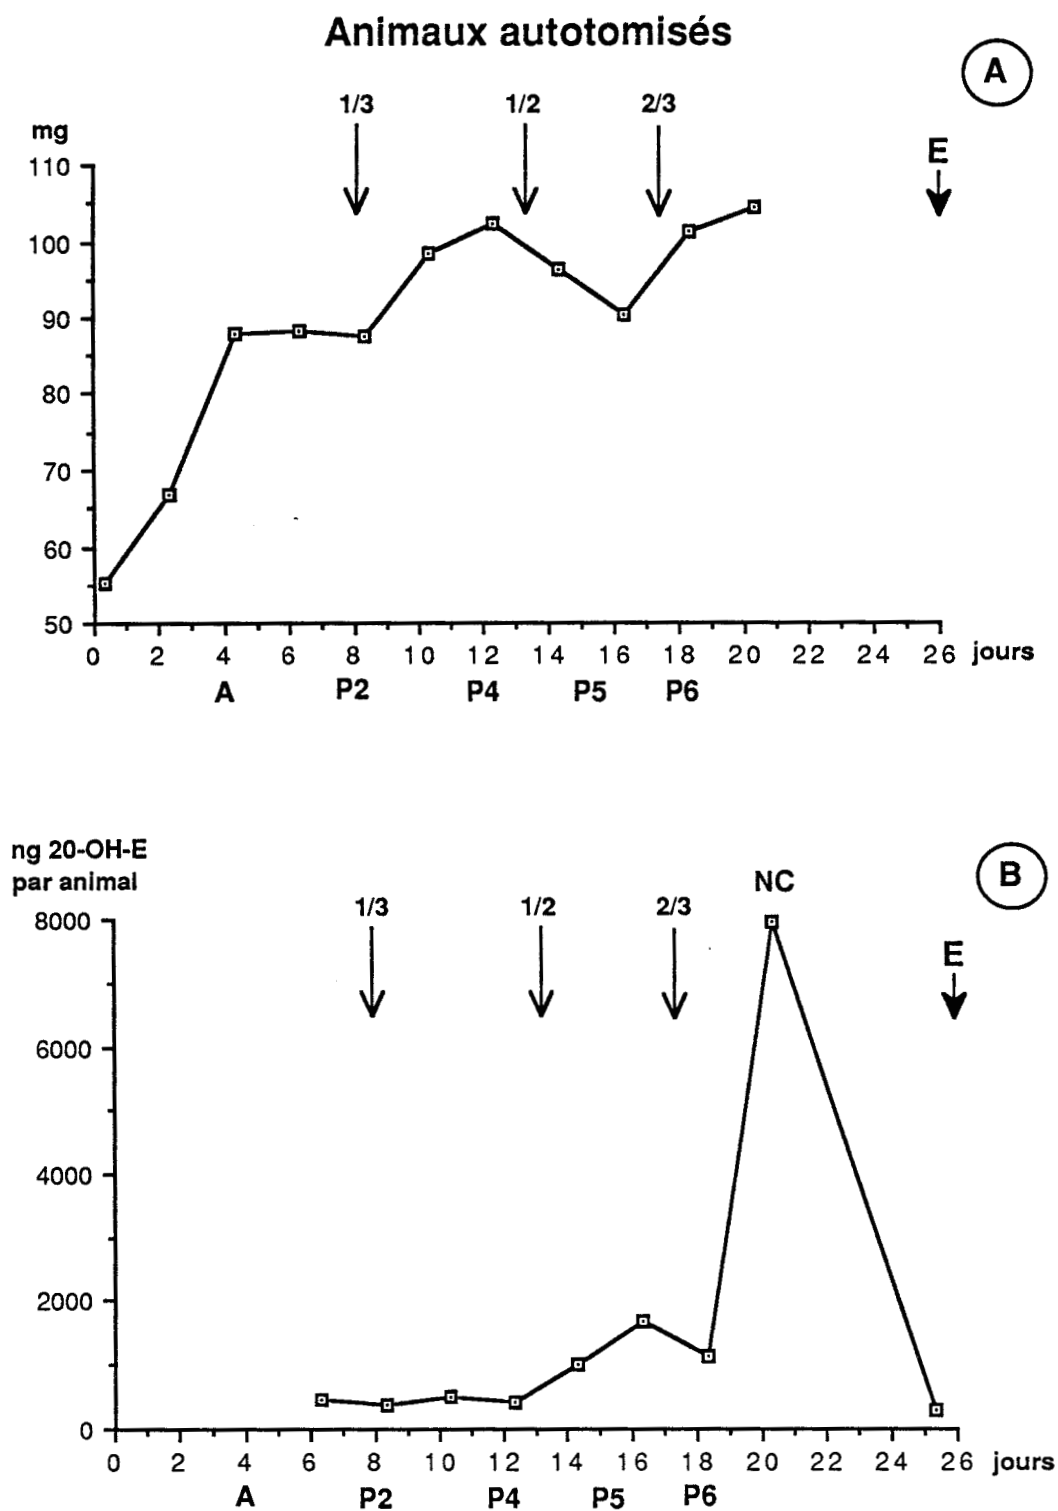 Animaux autotomisés
A
1/3 1/2 2/3
mg
E
110
100
90
80
70
60
50
0 2 4 6 8 10 12 14 16 18 20 22 24 26 jours
A P2 P4 P5 P6
ng 20-OH-E
par animal
B
NC
1/3 1/2 2/3
8000
E
6000
4000
2000
0
0 2 4 6 8 10 12 14 16 18 20 22 24 26 jours
A P2 P4 P5 P6